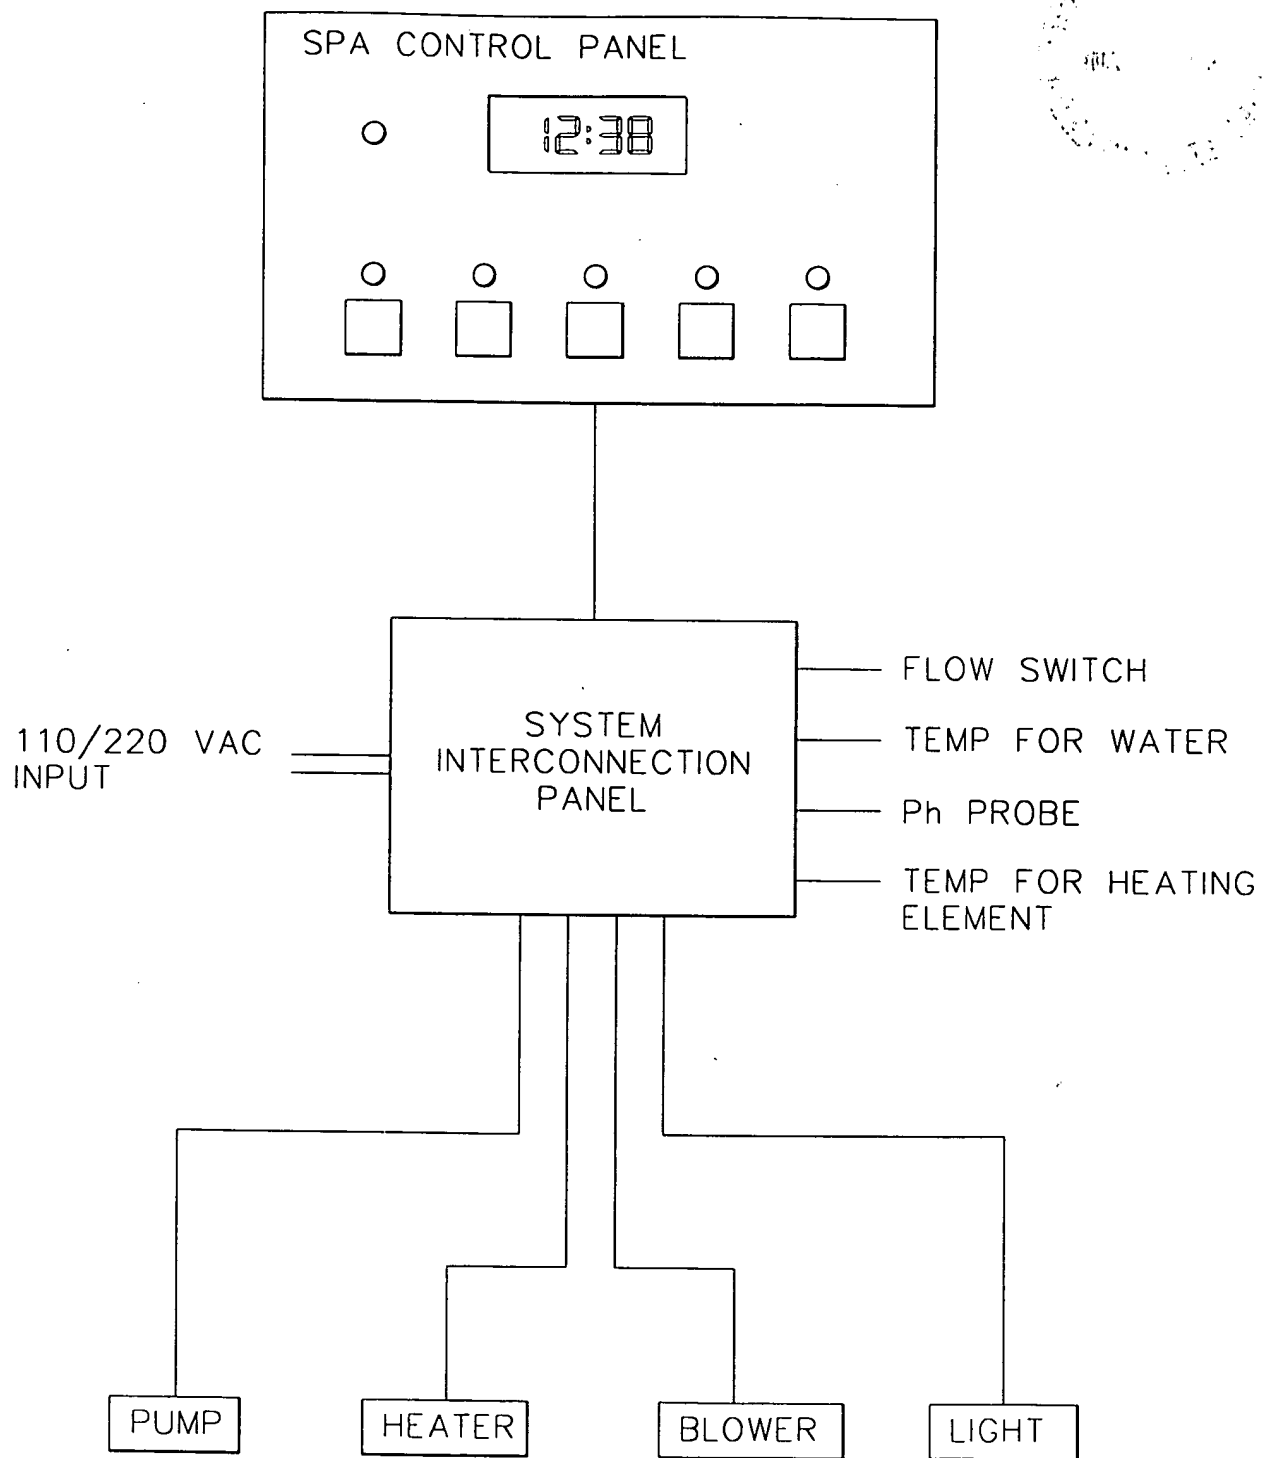 SPA CONTROL PANEL
12:38
SYSTEM
INTERCONNECTION
PANEL
110/220 VAC
INPUT
FLOW SWITCH
TEMP FOR WATER
Ph PROBE
TEMP FOR HEATING
ELEMENT
PUMP
HEATER
BLOWER
LIGHT